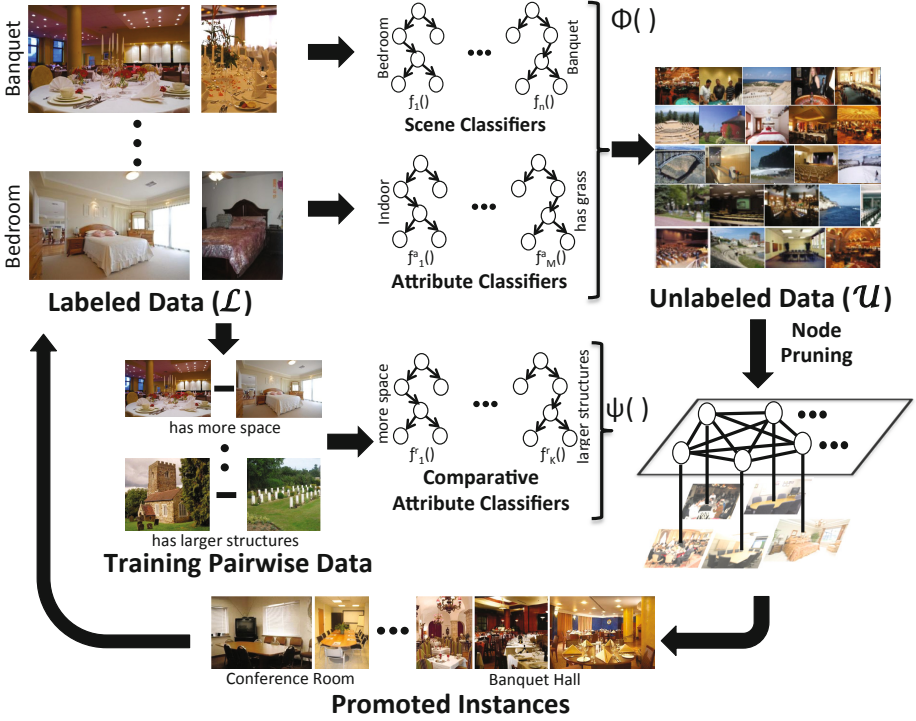 Banquet
Bedroom
Labeled Data (ℒ)
Bedroom
f₁()
Banquet
fₙ()
Scene Classifiers
Indoor
fᵃ₁()
has grass
fᵃ_M()
Attribute Classifiers
Φ()
Unlabeled Data (𝒰)
Node
Pruning
has more space
has larger structures
Training Pairwise Data
more space
fʳ₁()
larger structures
fʳ_K()
Comparative
Attribute Classifiers
ψ()
Conference Room
Banquet Hall
Promoted Instances